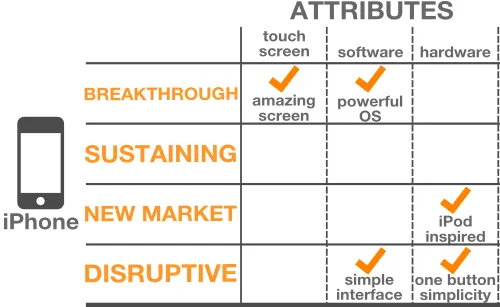 ATTRIBUTES
touch
screen
software
hardware
BREAKTHROUGH
amazing
screen
powerful
OS
SUSTAINING
iPhone
NEW MARKET
iPod
inspired
DISRUPTIVE
simple
interface
one button
simplicity